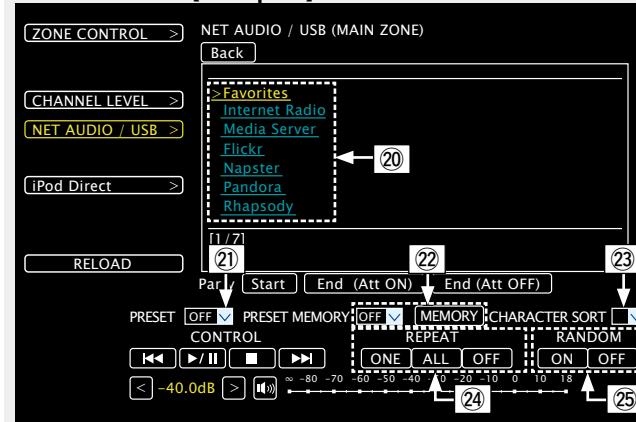 ZONE CONTROL >
NET AUDIO / USB (MAIN ZONE)
Back
CHANNEL LEVEL >
NET AUDIO / USB >
iPod Direct >
RELOAD
>Favorites
Internet Radio
Media Server
Flickr
Napster
Pandora
Rhapsody
⑳
[1/7]
㉑ ㉒ ㉓
Start End (Att ON) End (Att OFF)
PRESET OFF PRESET MEMORY OFF MEMORY CHARACTER SORT
CONTROL REPEAT RANDOM
ONE ALL OFF ON OFF
< -40.0dB > ∞ -80 -70 -60 -50 -40 -20 -10 0 10 18
㉔ ㉕